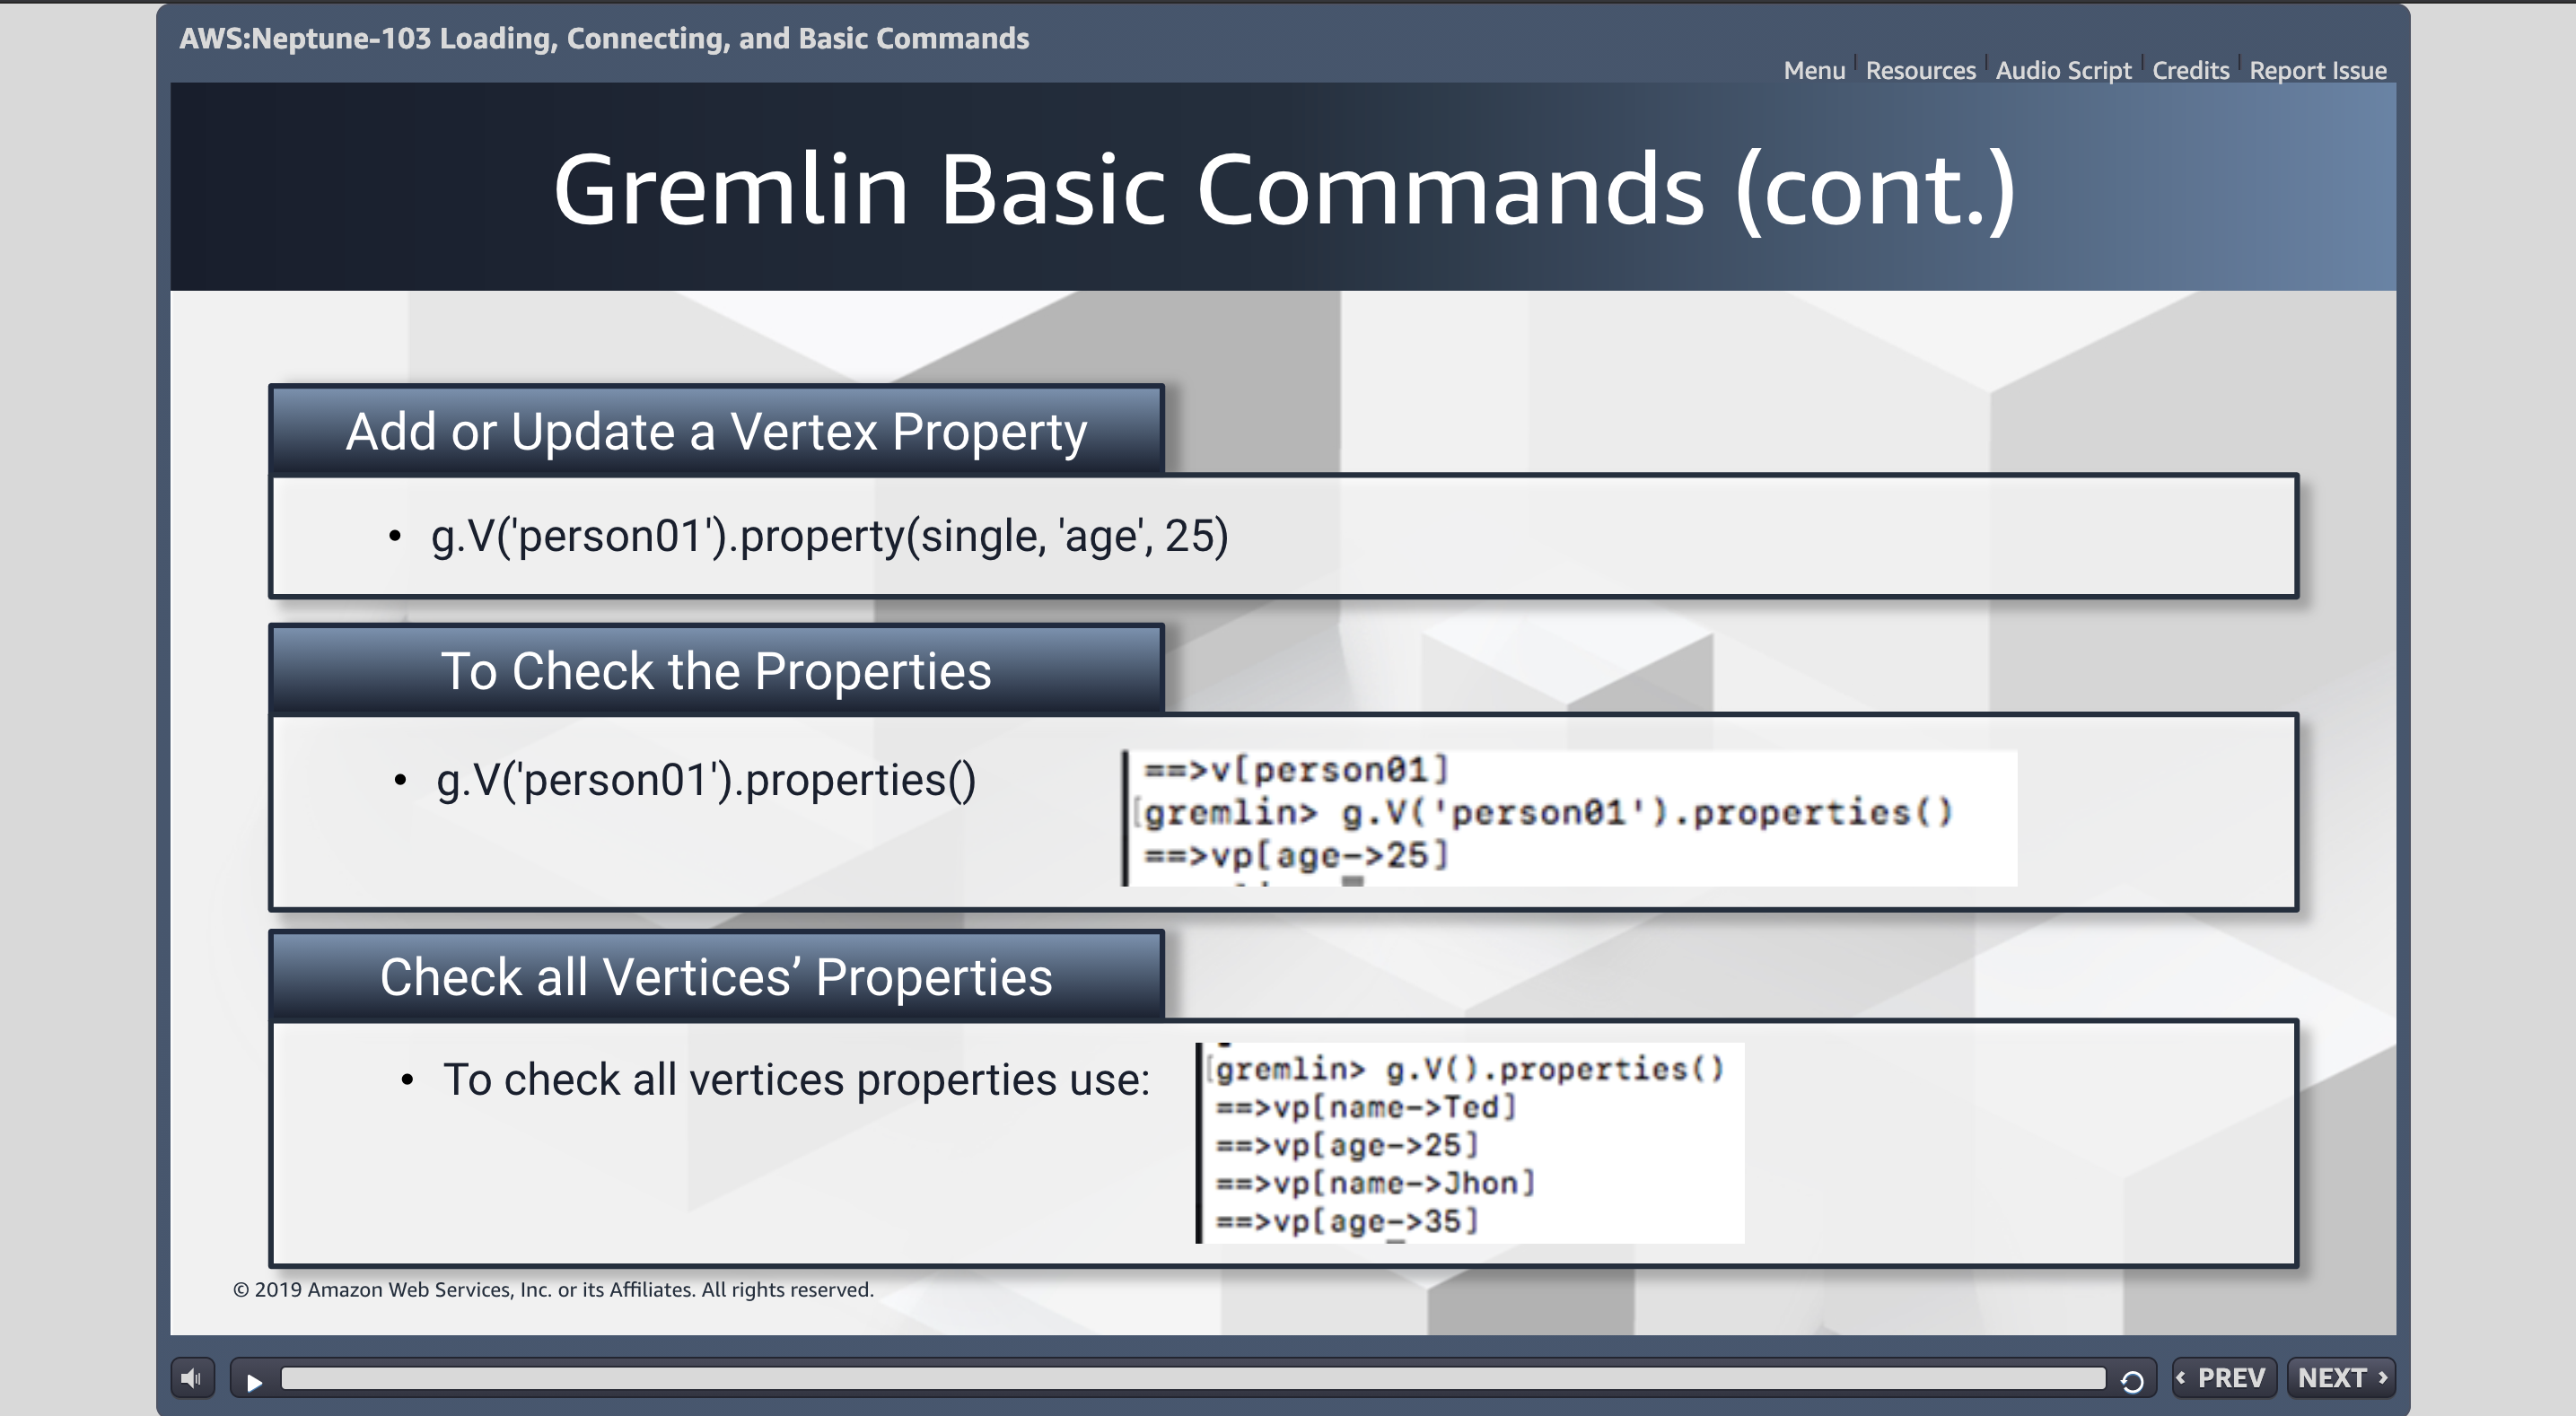 AWS:Neptune-103 Loading, Connecting, and Basic Commands
Menu Resources Audio Script Credits Report Issue
Gremlin Basic Commands (cont.)
Add or Update a Vertex Property
• g.V('person01').property(single, 'age', 25)
To Check the Properties
• g.V('person01').properties()
==>v[person01]
[gremlin> g.V('person01').properties()
==>vp[age->25]
Check all Vertices’ Properties
• To check all vertices properties use:
[gremlin> g.V().properties()
==>vp[name->Ted]
==>vp[age->25]
==>vp[name->Jhon]
==>vp[age->35]
© 2019 Amazon Web Services, Inc. or its Affiliates. All rights reserved.
‹ PREV NEXT ›